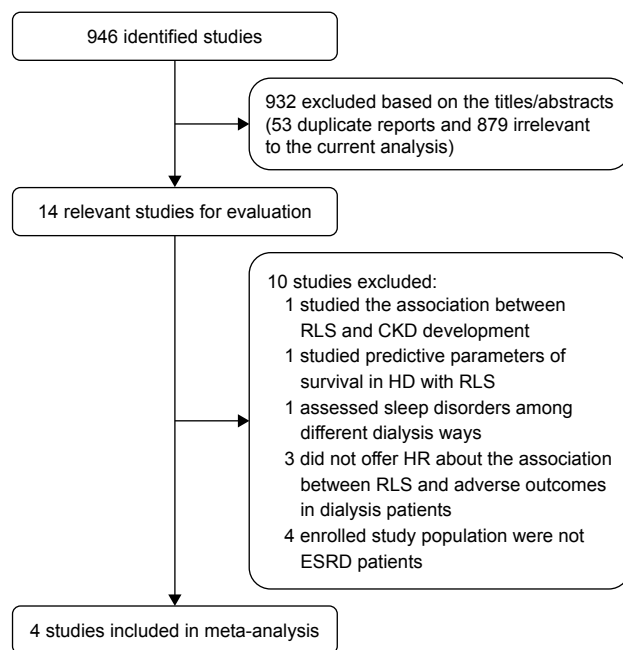 946 identified studies
932 excluded based on the titles/abstracts
(53 duplicate reports and 879 irrelevant
to the current analysis)
14 relevant studies for evaluation
10 studies excluded:
1 studied the association between
RLS and CKD development
1 studied predictive parameters of
survival in HD with RLS
1 assessed sleep disorders among
different dialysis ways
3 did not offer HR about the association
between RLS and adverse outcomes
in dialysis patients
4 enrolled study population were not
ESRD patients
4 studies included in meta-analysis